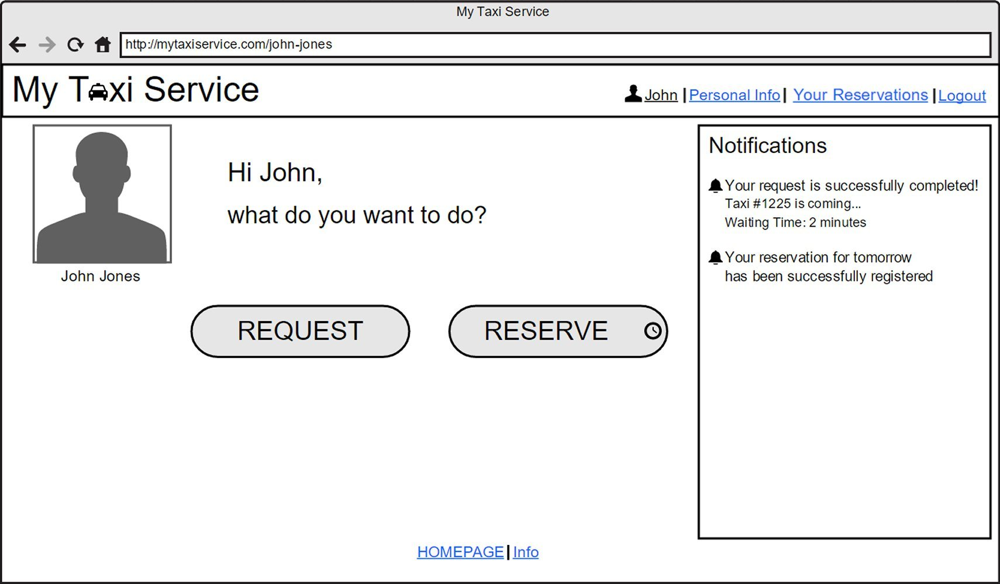 My Taxi Service
http://mytaxiservice.com/john-jones
My Taxi Service
John | Personal Info | Your Reservations | Logout
John Jones
Hi John,
what do you want to do?
REQUEST
RESERVE
Notifications
Your request is successfully completed!
Taxi #1225 is coming...
Waiting Time: 2 minutes
Your reservation for tomorrow
has been successfully registered
HOMEPAGE | Info